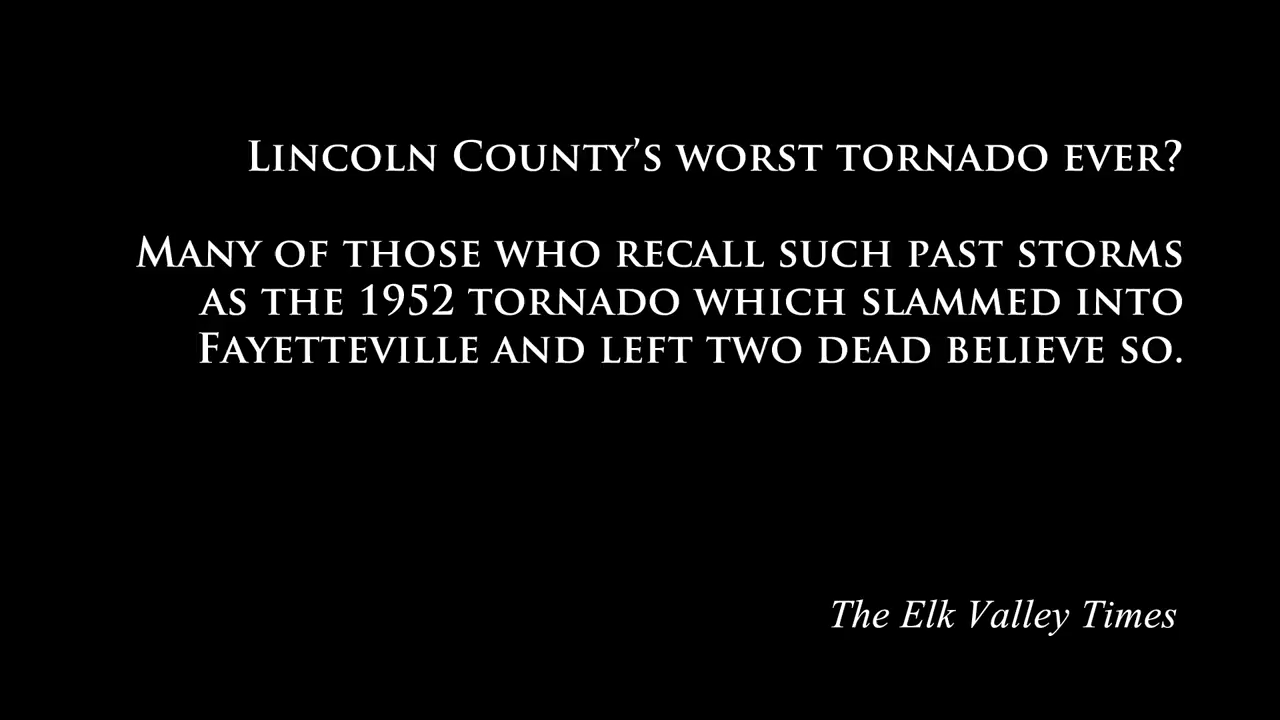 Lincoln County’s worst tornado ever?
Many of those who recall such past storms
as the 1952 tornado which slammed into
Fayetteville and left two dead believe so.
The Elk Valley Times